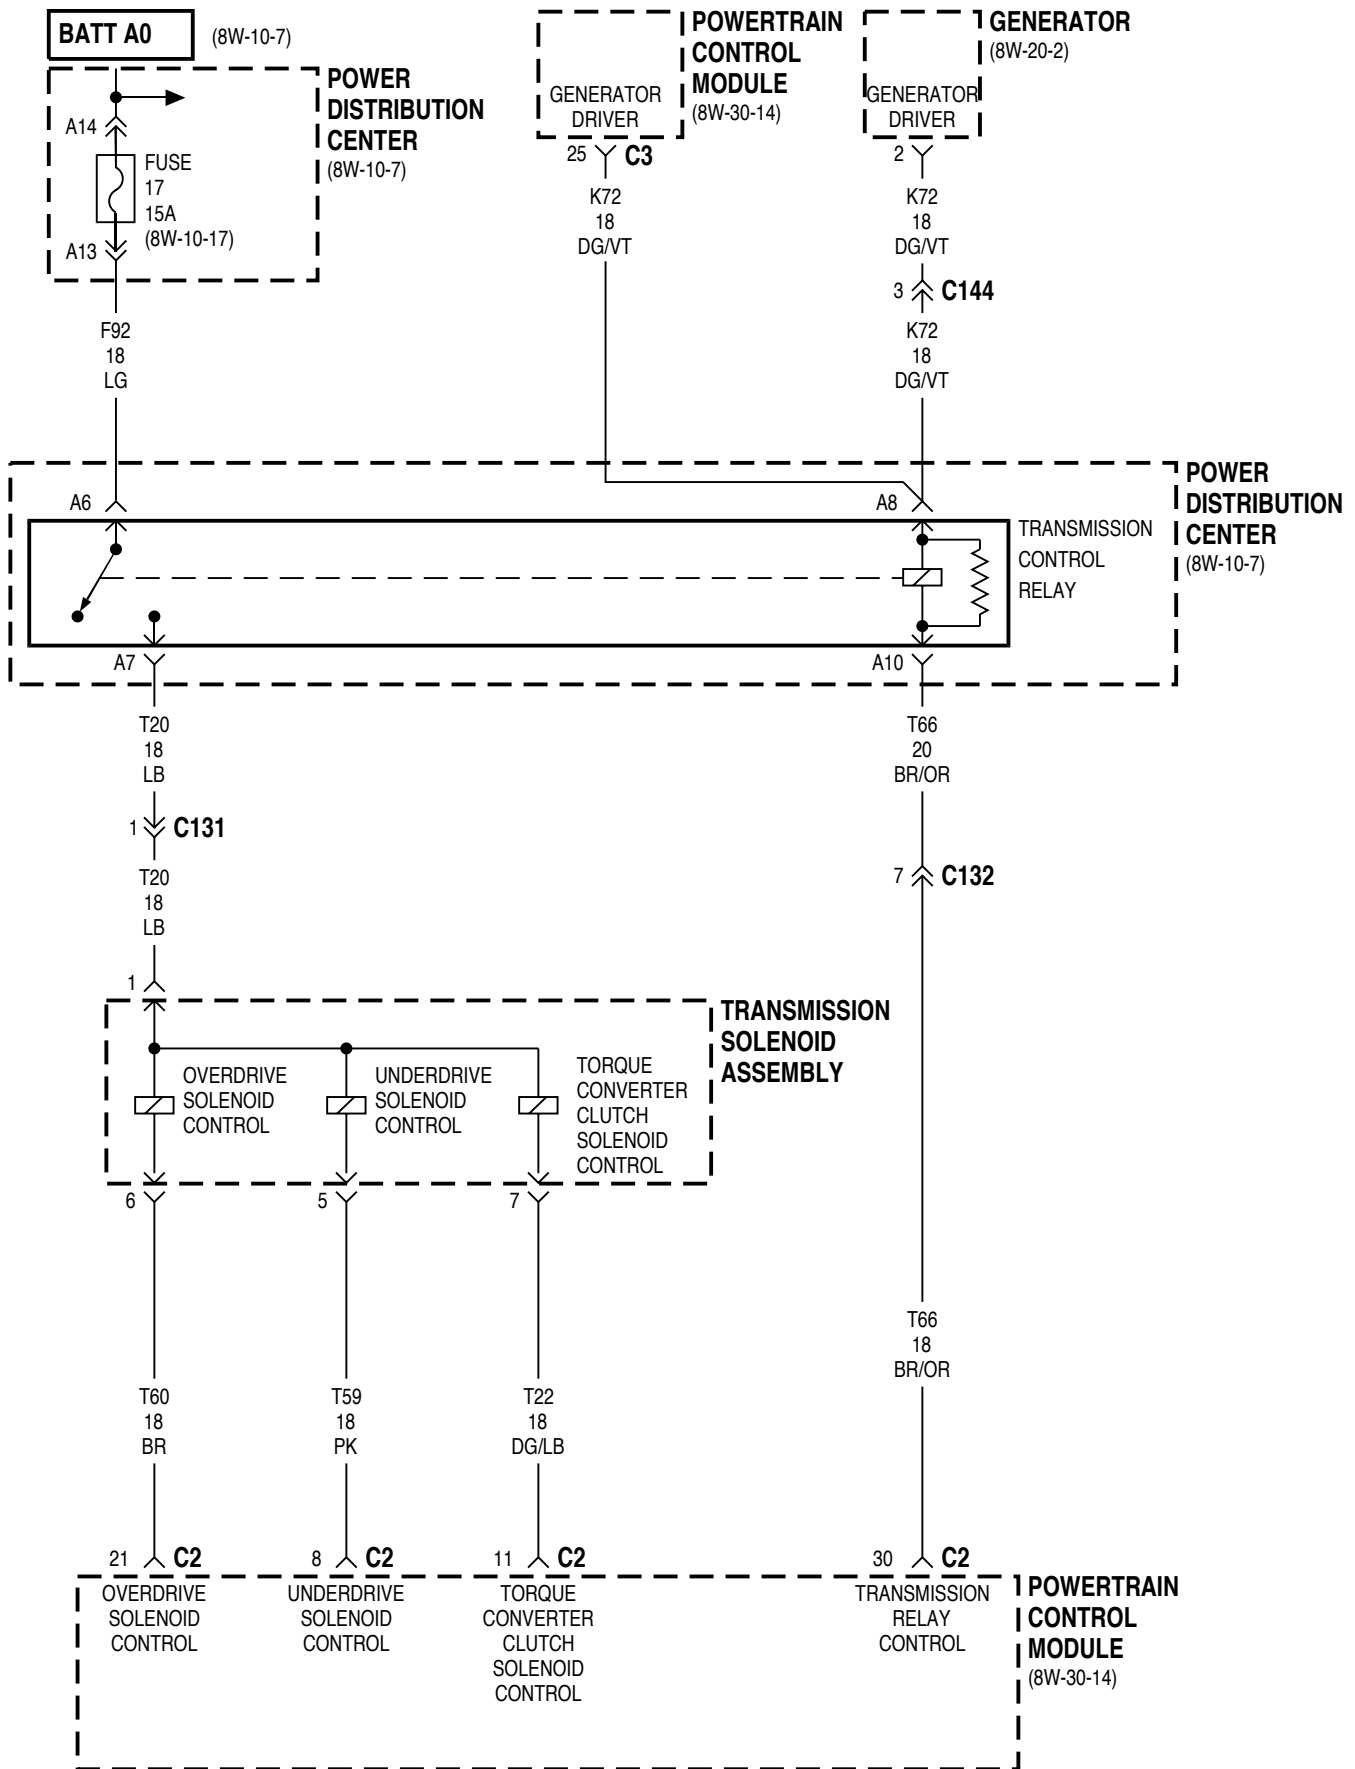 BATT A0
(8W-10-7)
POWER
DISTRIBUTION
CENTER
(8W-10-7)
A14
FUSE
17
15A
(8W-10-17)
A13
F92
18
LG
POWERTRAIN
CONTROL
MODULE
(8W-30-14)
GENERATOR
DRIVER
25
C3
K72
18
DG/VT
GENERATOR
(8W-20-2)
GENERATOR
DRIVER
2
K72
18
DG/VT
3
C144
K72
18
DG/VT
A6
A8
TRANSMISSION
CONTROL
RELAY
POWER
DISTRIBUTION
CENTER
(8W-10-7)
A7
A10
T20
18
LB
1
C131
T20
18
LB
1
T66
20
BR/OR
7
C132
TRANSMISSION
SOLENOID
ASSEMBLY
OVERDRIVE
SOLENOID
CONTROL
UNDERDRIVE
SOLENOID
CONTROL
TORQUE
CONVERTER
CLUTCH
SOLENOID
CONTROL
6
5
7
T66
18
BR/OR
T60
18
BR
T59
18
PK
T22
18
DG/LB
21
C2
8
C2
11
C2
30
C2
OVERDRIVE
SOLENOID
CONTROL
UNDERDRIVE
SOLENOID
CONTROL
TORQUE
CONVERTER
CLUTCH
SOLENOID
CONTROL
TRANSMISSION
RELAY
CONTROL
POWERTRAIN
CONTROL
MODULE
(8W-30-14)